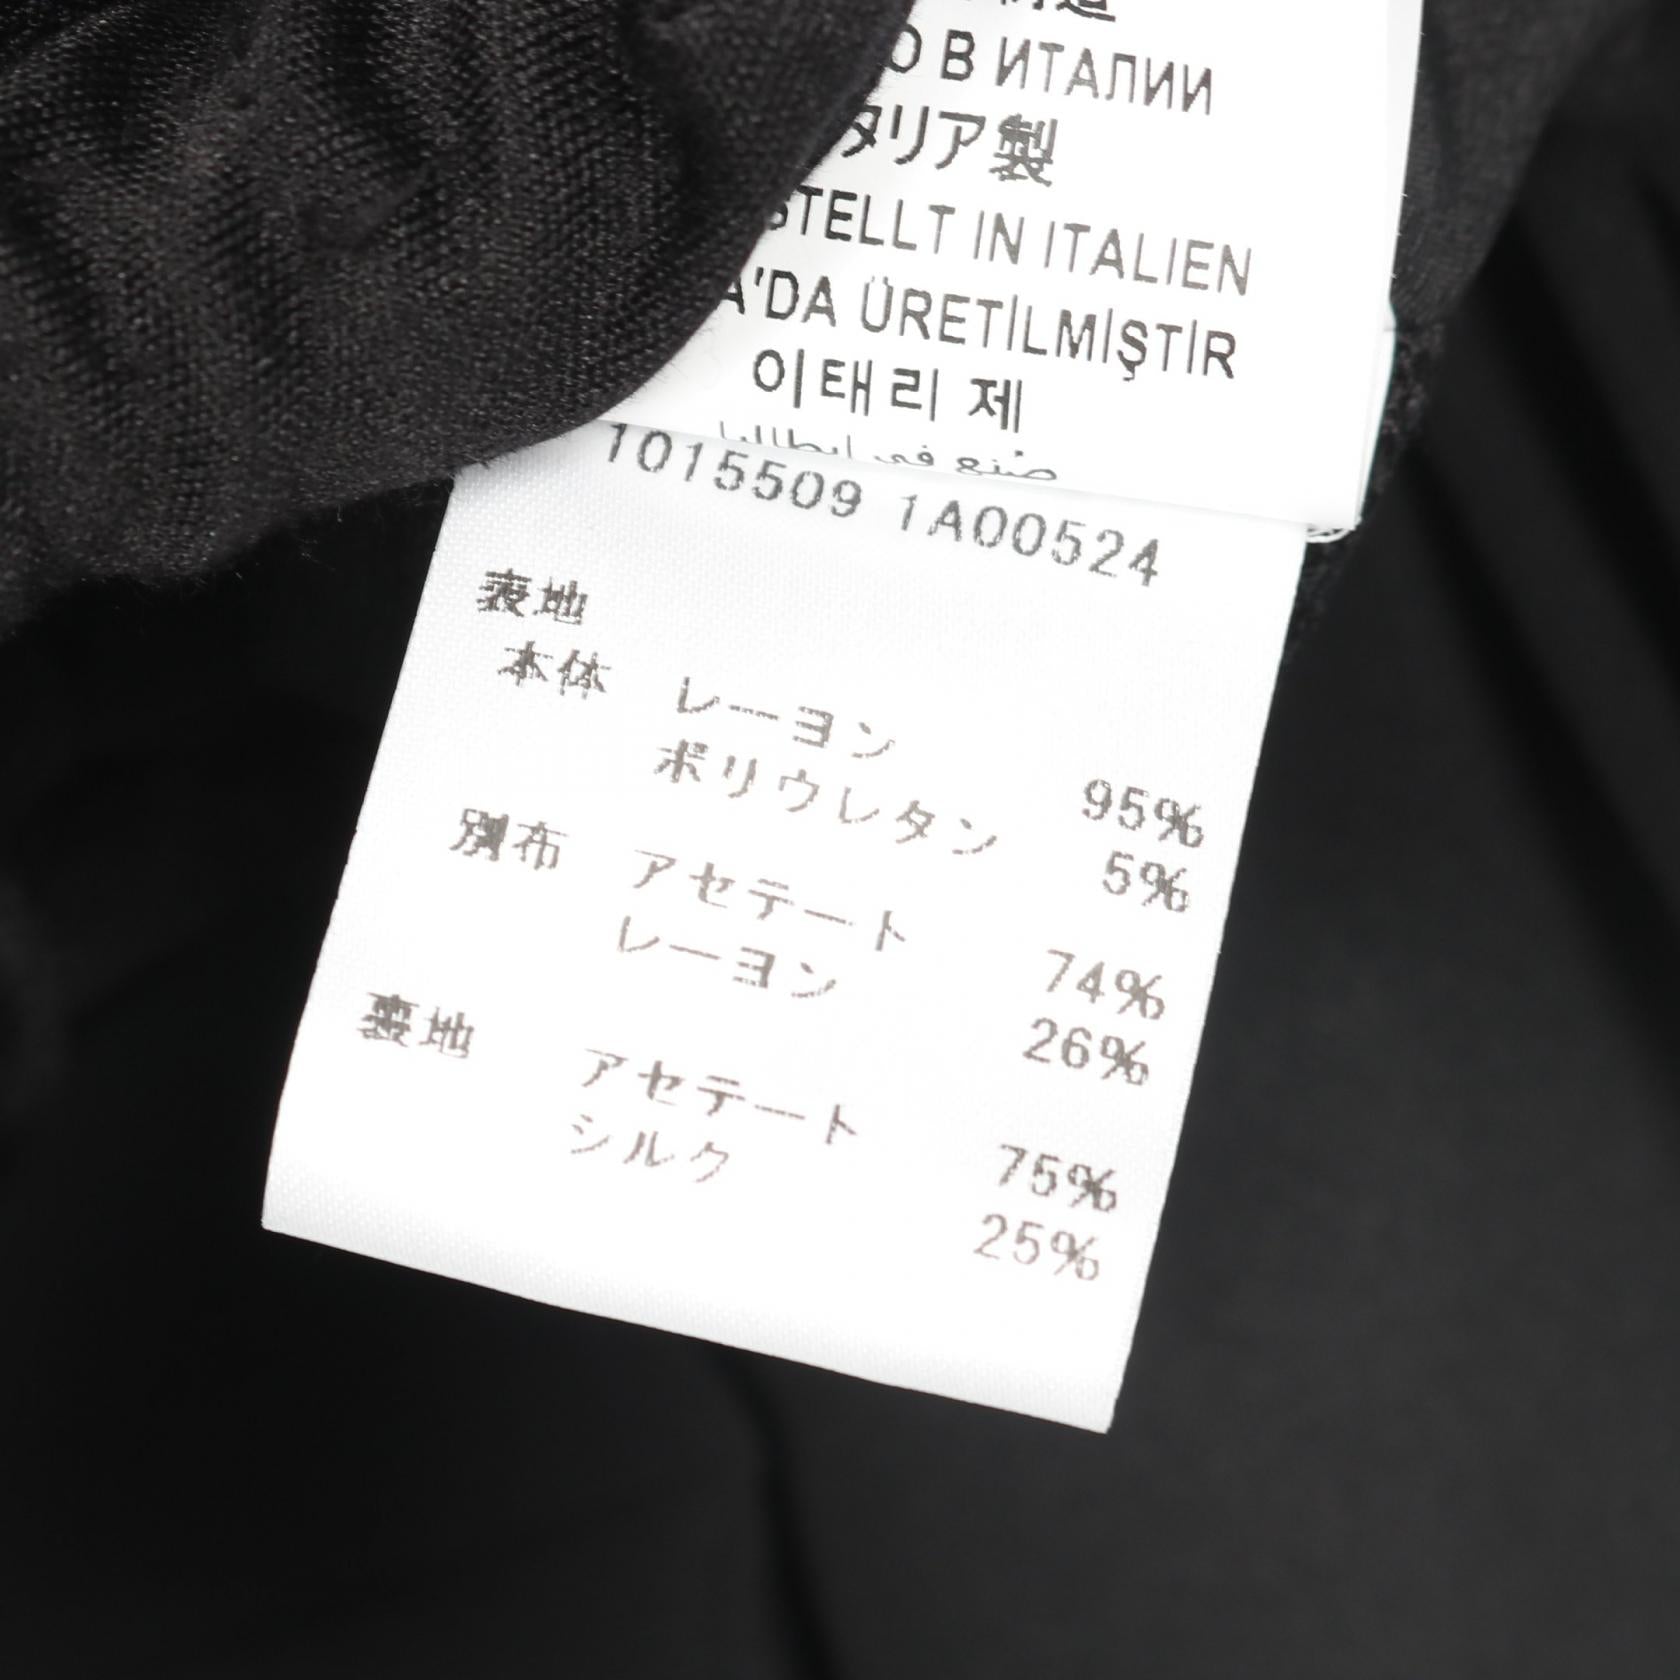 В ИТАЛИИ
タリア製
STELLT IN ITALIEN
A'DA ÜRETİLMİŞTİR
이태리 제
صُنع في إيطاليا
1015509 1A00524
表地
本体 レーヨン 95%
ポリウレタン 5%
別布 アセテート 74%
レーヨン 26%
裏地 アセテート 75%
シルク 25%